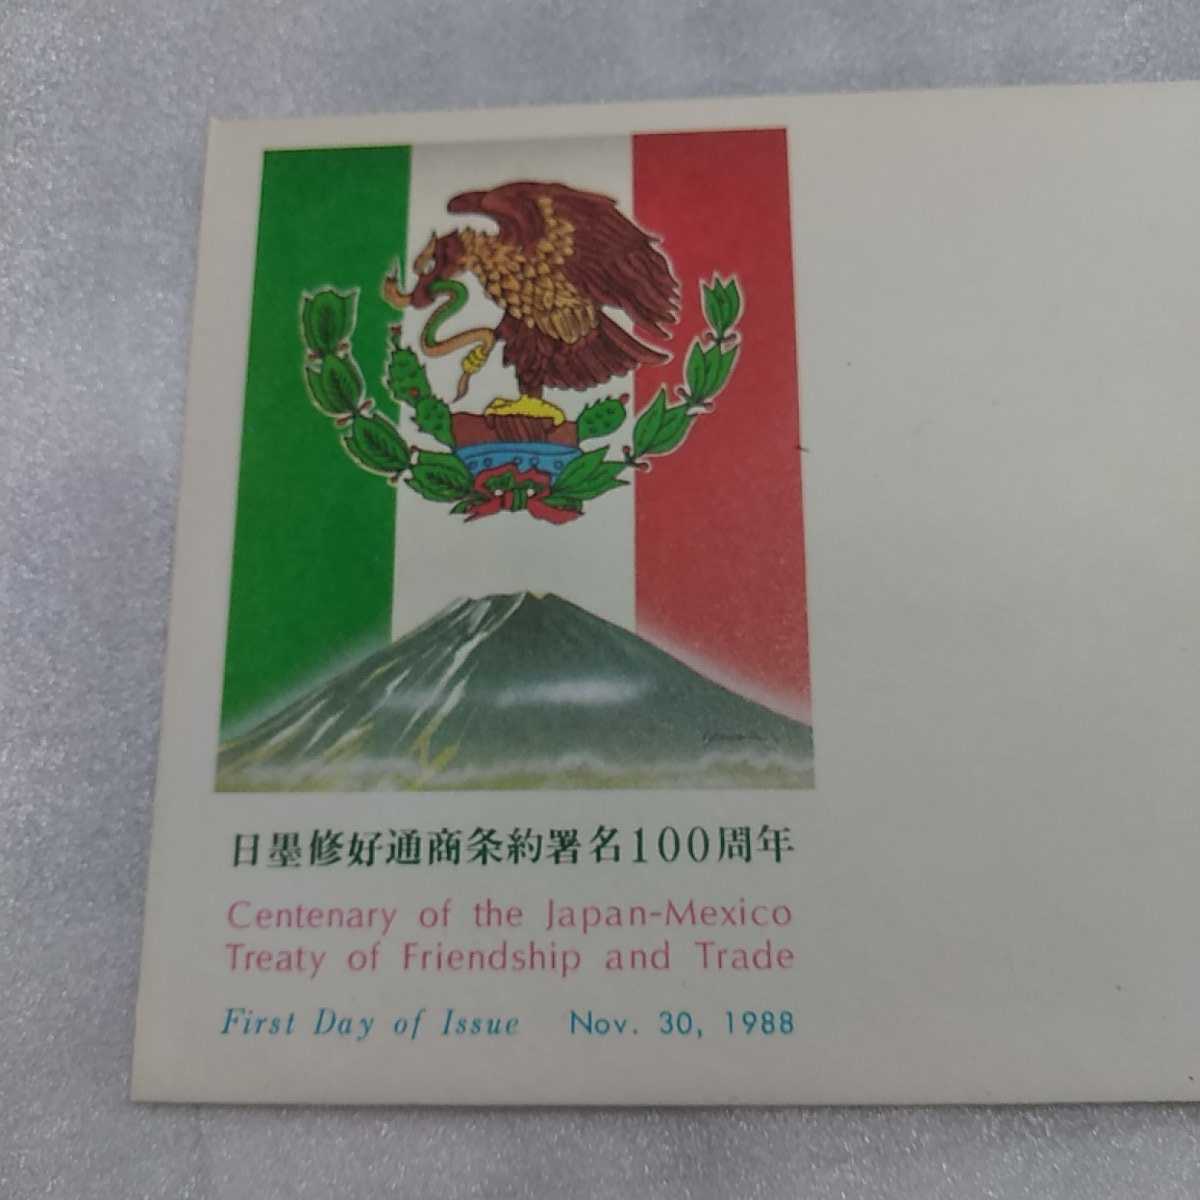 日墨修好通商条約署名100周年
Centenary of the Japan-Mexico
Treaty of Friendship and Trade
First Day of Issue Nov. 30, 1988